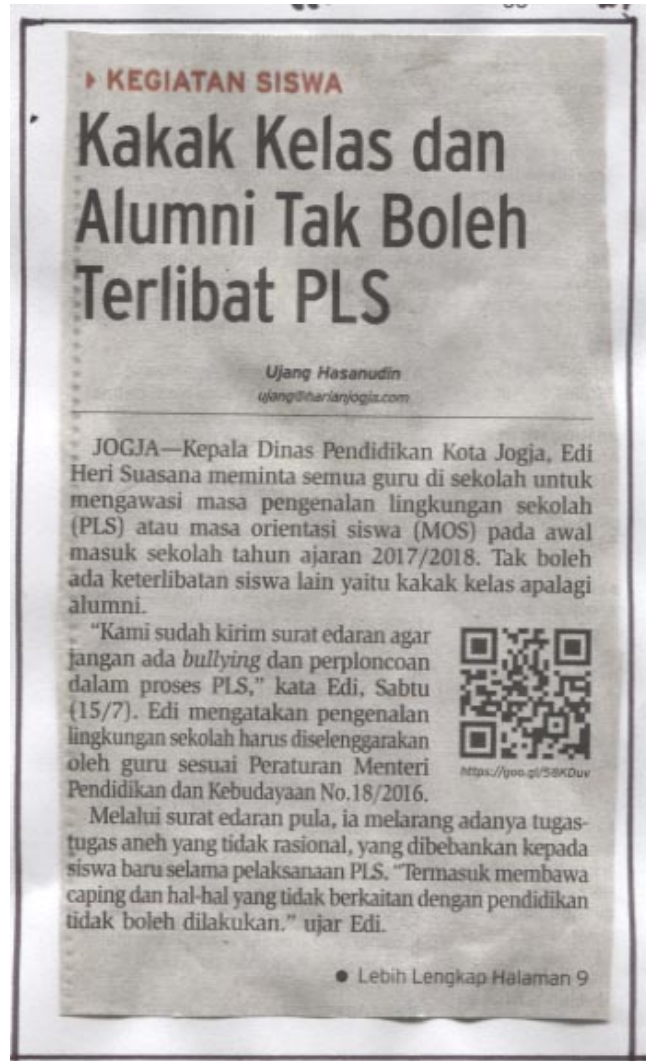 KEGIATAN SISWA
Kakak Kelas dan
Alumni Tak Boleh
Terlibat PLS
Ujang Hasanudin
ujang@harianjogja.com
JOGJA—Kepala Dinas Pendidikan Kota Jogja, Edi
Heri Suasana meminta semua guru di sekolah untuk
mengawasi masa pengenalan lingkungan sekolah
(PLS) atau masa orientasi siswa (MOS) pada awal
masuk sekolah tahun ajaran 2017/2018. Tak boleh
ada keterlibatan siswa lain yaitu kakak kelas apalagi
alumni.
"Kami sudah kirim surat edaran agar
jangan ada bullying dan perploncoan
dalam proses PLS," kata Edi, Sabtu
(15/7). Edi mengatakan pengenalan
lingkungan sekolah harus diselenggarakan
oleh guru sesuai Peraturan Menteri
Pendidikan dan Kebudayaan No.18/2016.
https://goo.gl/58KDuv
Melalui surat edaran pula, ia melarang adanya tugas-
tugas aneh yang tidak rasional, yang dibebankan kepada
siswa baru selama pelaksanaan PLS. "Termasuk membawa
caping dan hal-hal yang tidak berkaitan dengan pendidikan
tidak boleh dilakukan." ujar Edi.
● Lebih Lengkap Halaman 9